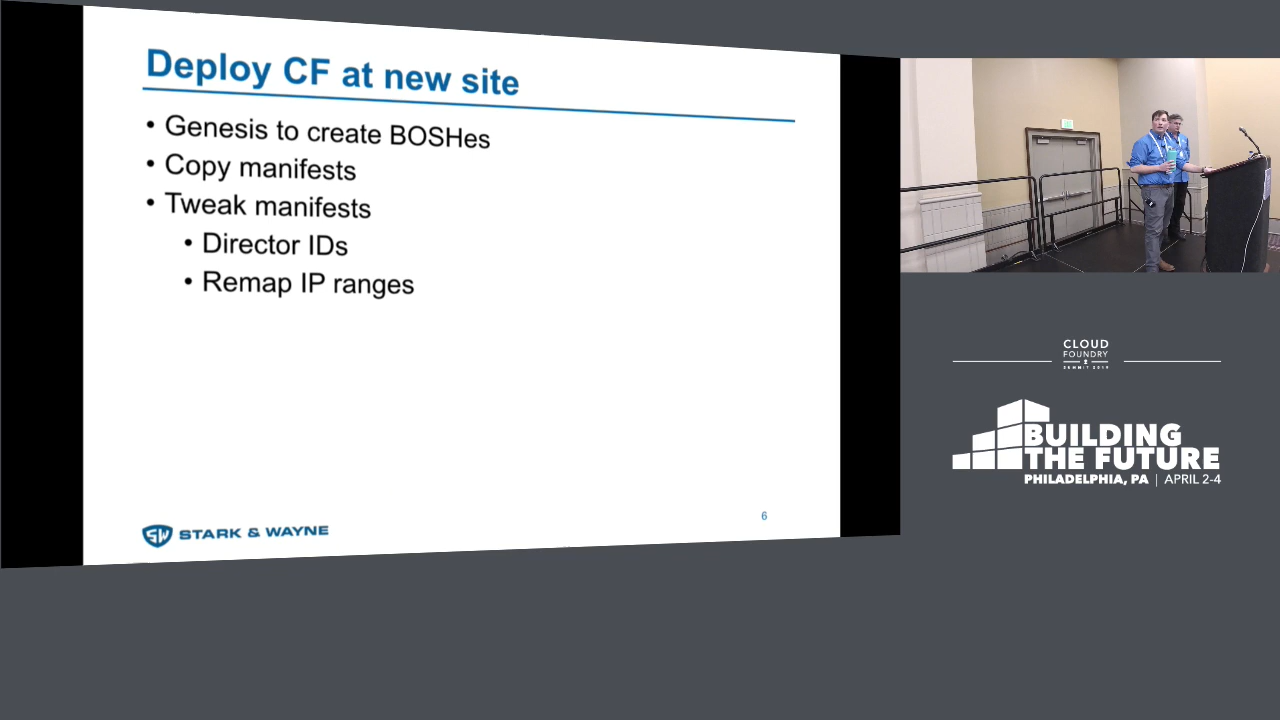 Deploy CF at new site
• Genesis to create BOSHes
• Copy manifests
• Tweak manifests
• Director IDs
• Remap IP ranges
SW STARK & WAYNE
6
CLOUD
FOUNDRY
SUMMIT 2019
BUILDING
THE FUTURE
PHILADELPHIA, PA | APRIL 2-4